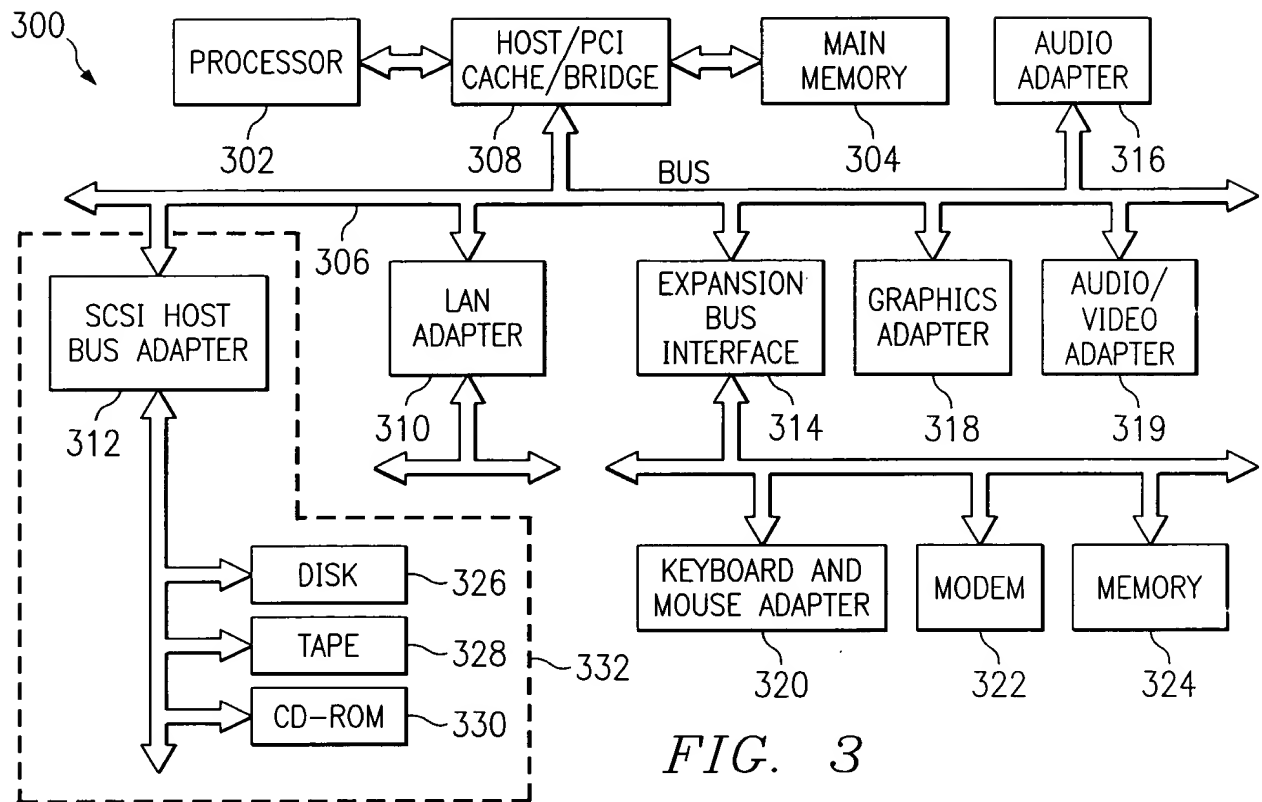 300
PROCESSOR
HOST/PCI
CACHE/BRIDGE
MAIN
MEMORY
AUDIO
ADAPTER
302
308
304
316
BUS
306
SCSI HOST
BUS ADAPTER
LAN
ADAPTER
EXPANSION
BUS
INTERFACE
GRAPHICS
ADAPTER
AUDIO/
VIDEO
ADAPTER
312
310
314
318
319
DISK
326
TAPE
328
CD-ROM
330
332
KEYBOARD AND
MOUSE ADAPTER
MODEM
MEMORY
320
322
324
FIG. 3